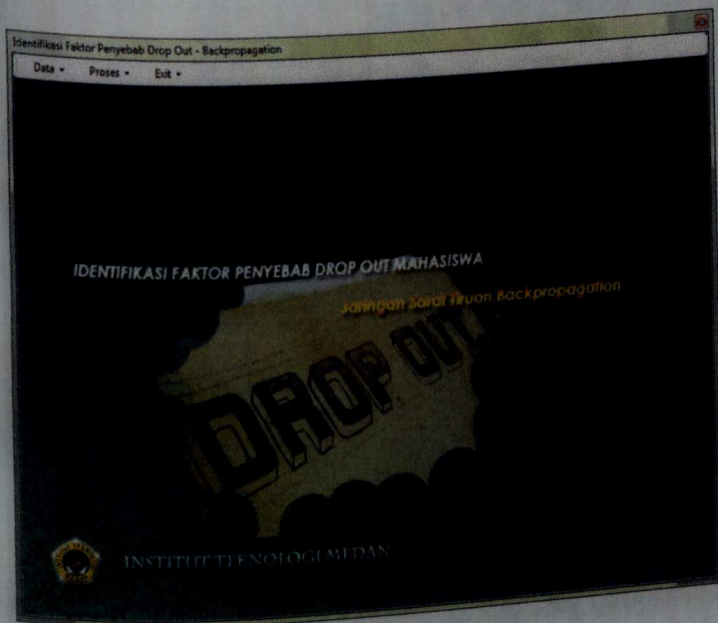 Identifikasi Faktor Penyebab Drop Out - Backpropagation
Data Proses Exit
IDENTIFIKASI FAKTOR PENYEBAB DROP OUT MAHASISWA
Jaringan Saraf Tiruan Backpropagation
DROP OUT
INSTITUT TEKNOLOGI MEDAN